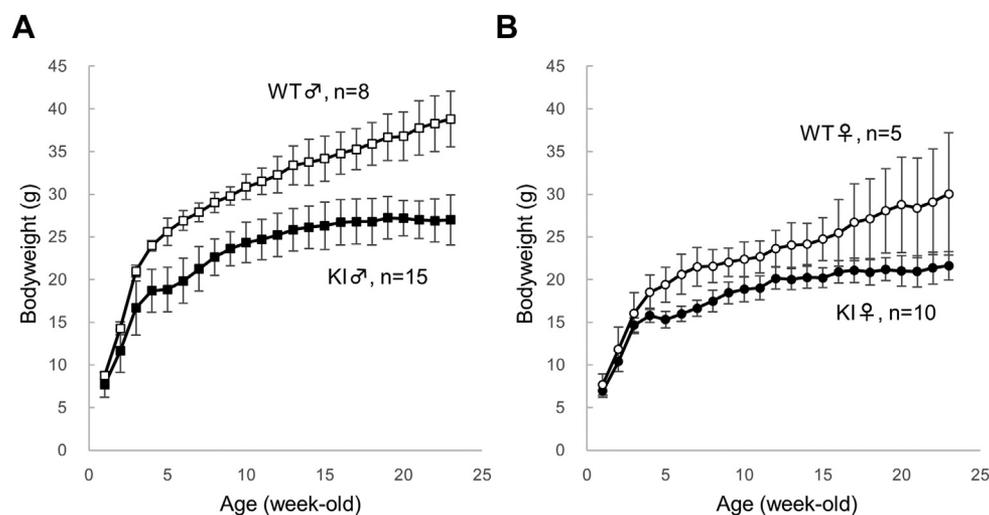 A
45
40
35
30
25
20
15
10
5
0
Bodyweight (g)
WT♂, n=8
KI♂, n=15
0 5 10 15 20 25
Age (week-old)
B
45
40
35
30
25
20
15
10
5
0
Bodyweight (g)
WT♀, n=5
KI♀, n=10
0 5 10 15 20 25
Age (week-old)